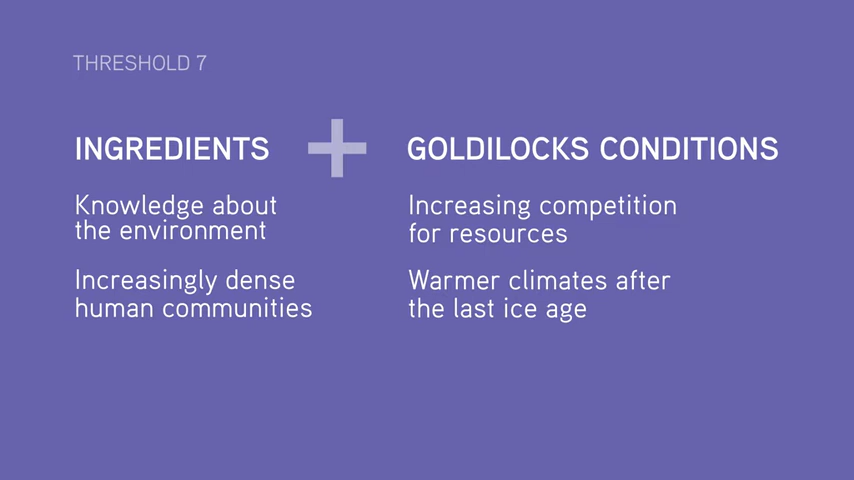 THRESHOLD 7
INGREDIENTS
Knowledge about
the environment
Increasingly dense
human communities
+
GOLDILOCKS CONDITIONS
Increasing competition
for resources
Warmer climates after
the last ice age